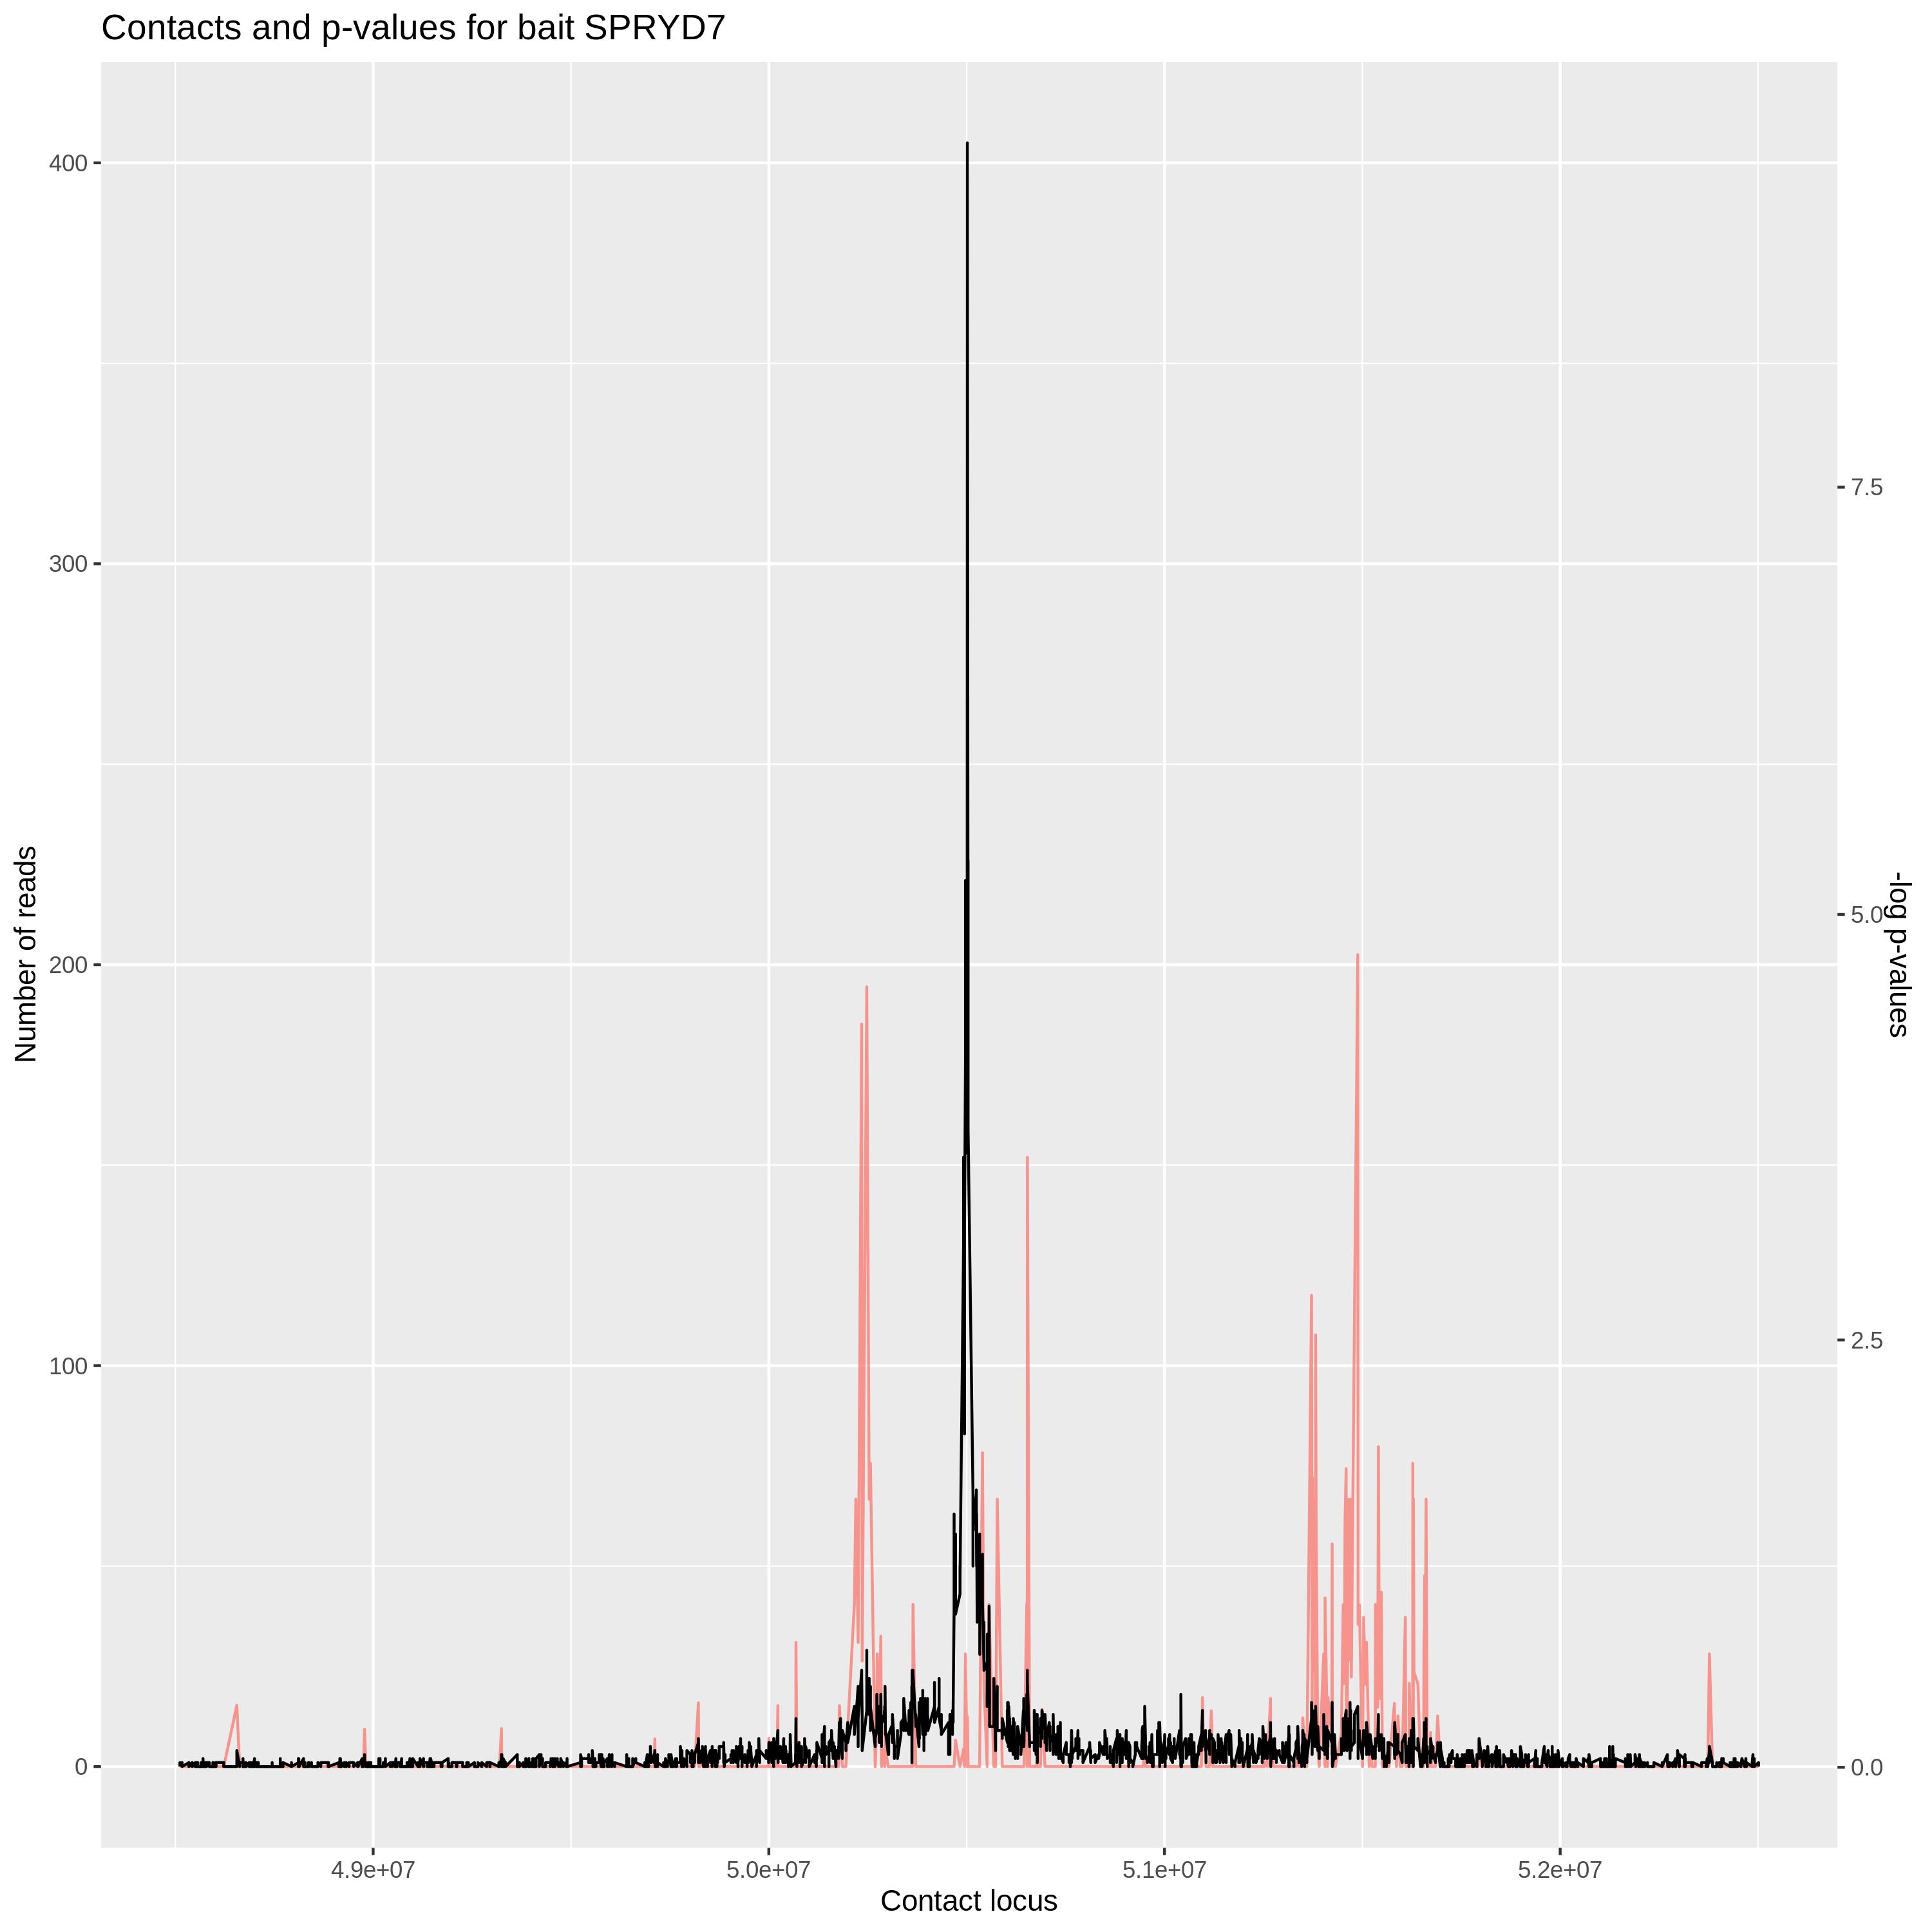 Contacts and p-values for bait SPRYD7
400
300
200
100
0
Number of reads
7.5
5.0
2.5
0.0
-log p-values
4.9e+07
5.0e+07
5.1e+07
5.2e+07
Contact locus